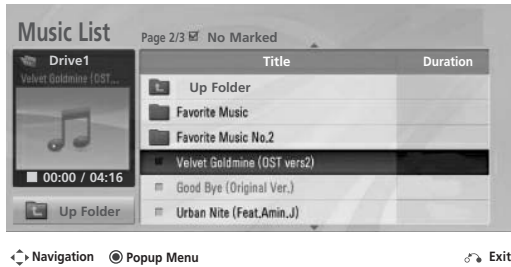 Music List
Page 2/3 No Marked
Drive1
Velvet Goldmine (OST...
00:00 / 04:16
Up Folder
Title Duration
Up Folder
Favorite Music
Favorite Music No.2
Velvet Goldmine (OST vers2)
Good Bye (Original Ver.)
Urban Nite (Feat.Amin.J)
Navigation Popup Menu Exit